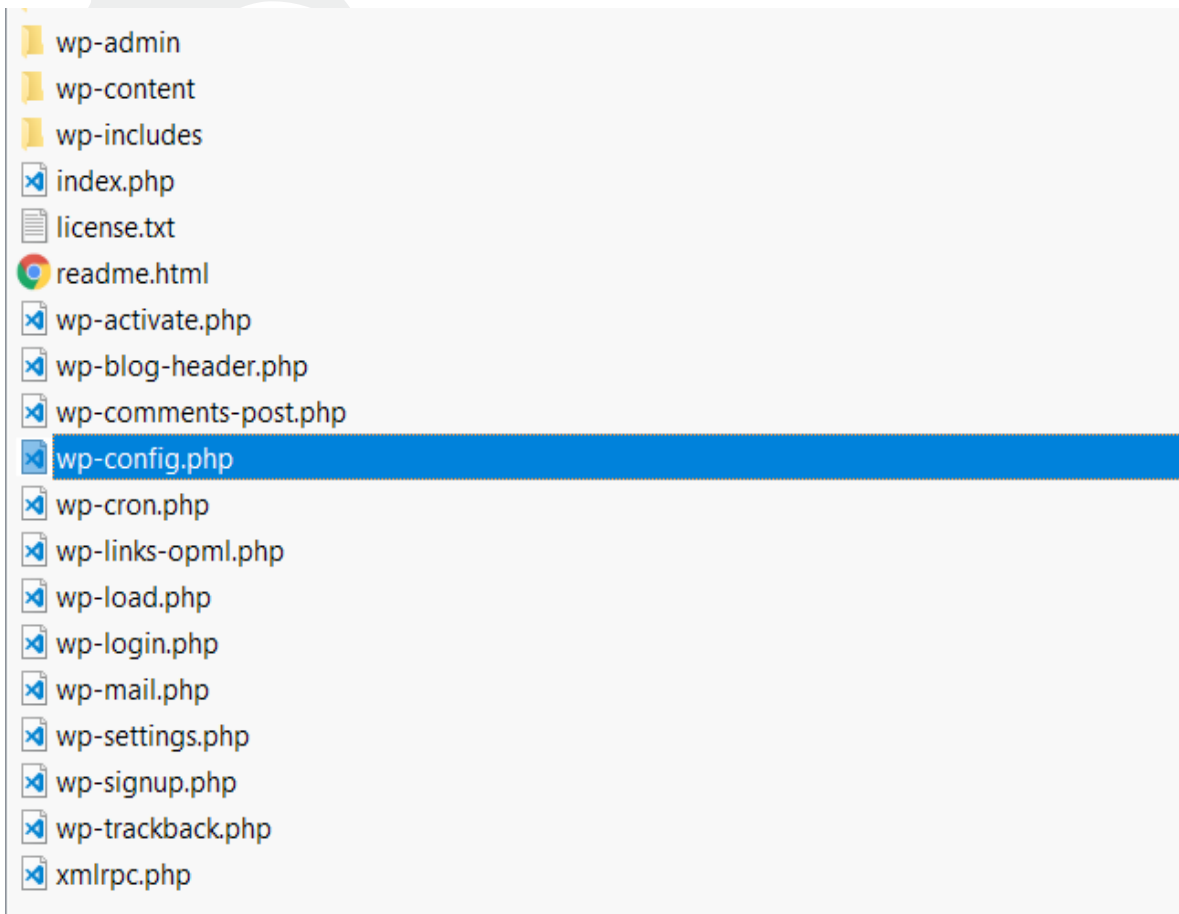 wp-admin
wp-content
wp-includes
index.php
license.txt
readme.html
wp-activate.php
wp-blog-header.php
wp-comments-post.php
wp-config.php
wp-cron.php
wp-links-opml.php
wp-load.php
wp-login.php
wp-mail.php
wp-settings.php
wp-signup.php
wp-trackback.php
xmlrpc.php